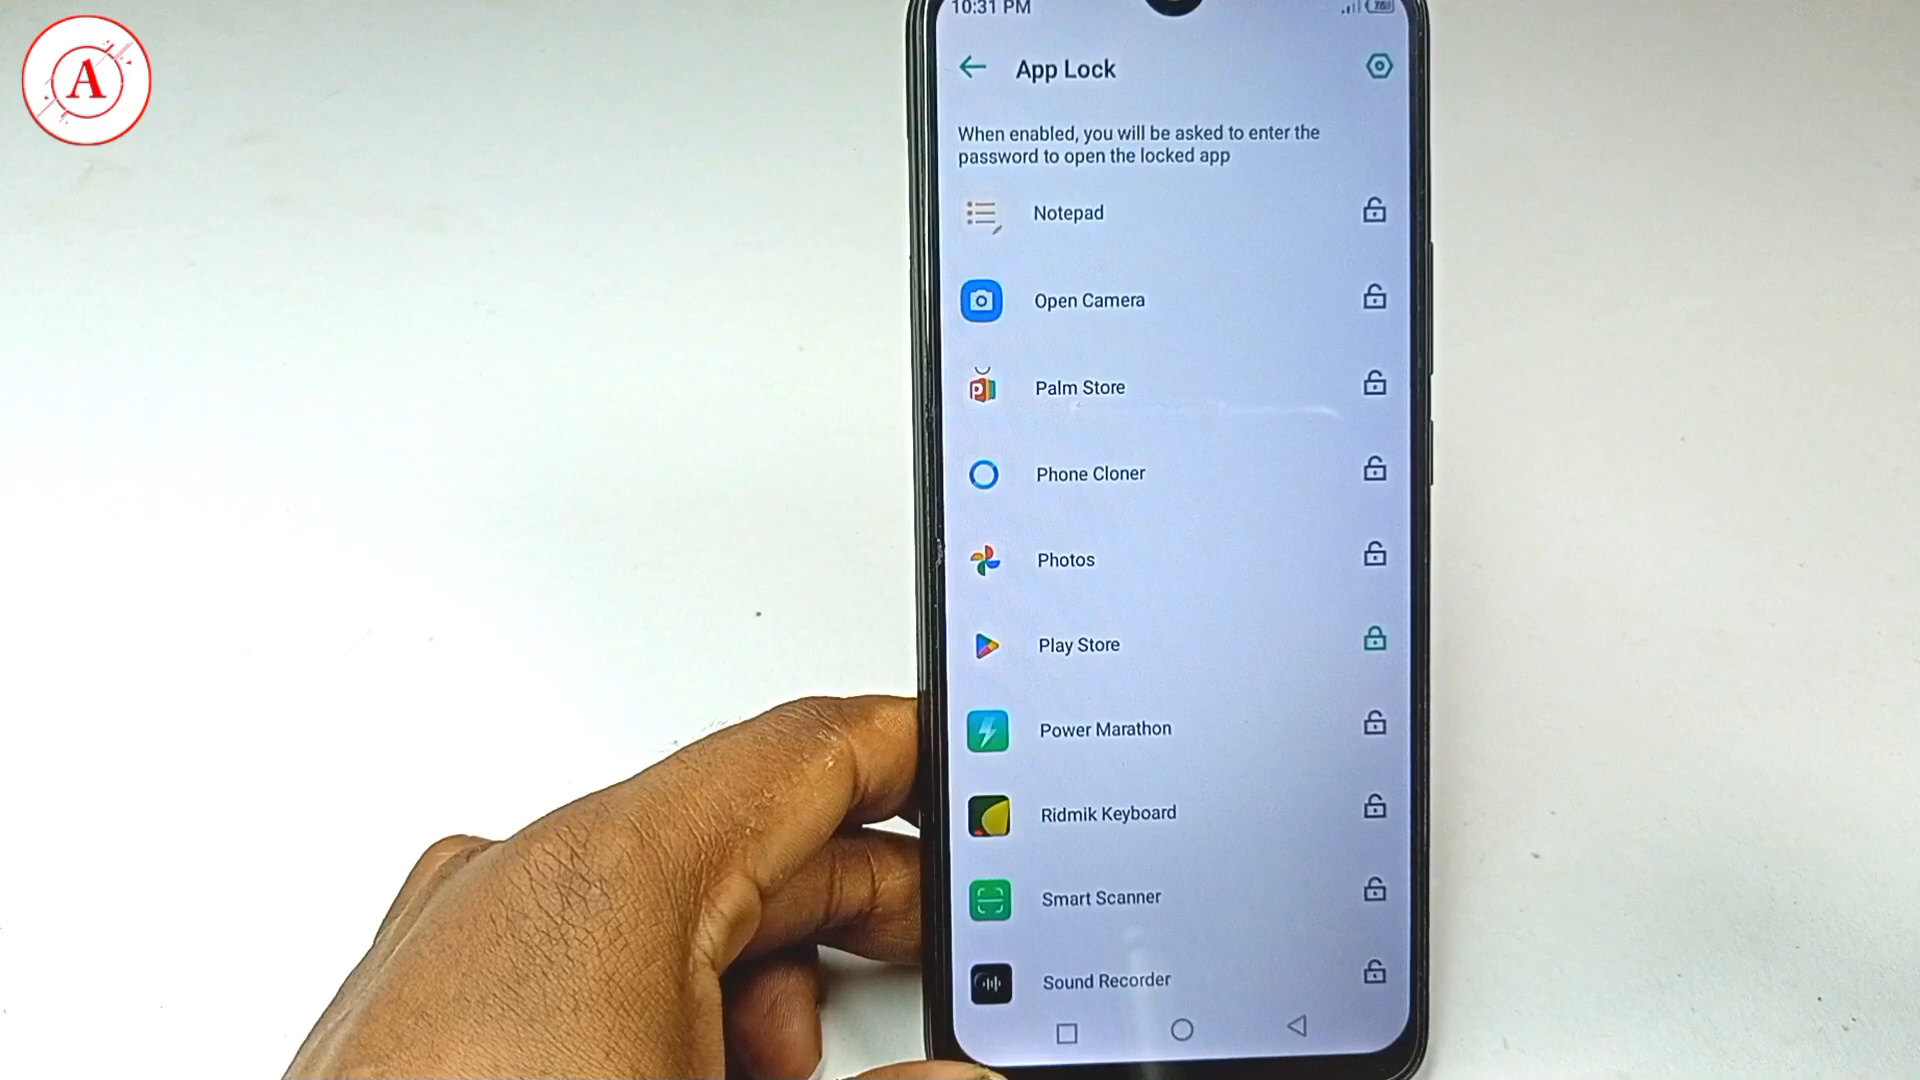 A
10:31 PM
App Lock
When enabled, you will be asked to enter the
password to open the locked app
Notepad
Open Camera
Palm Store
Phone Cloner
Photos
Play Store
Power Marathon
Ridmik Keyboard
Smart Scanner
Sound Recorder